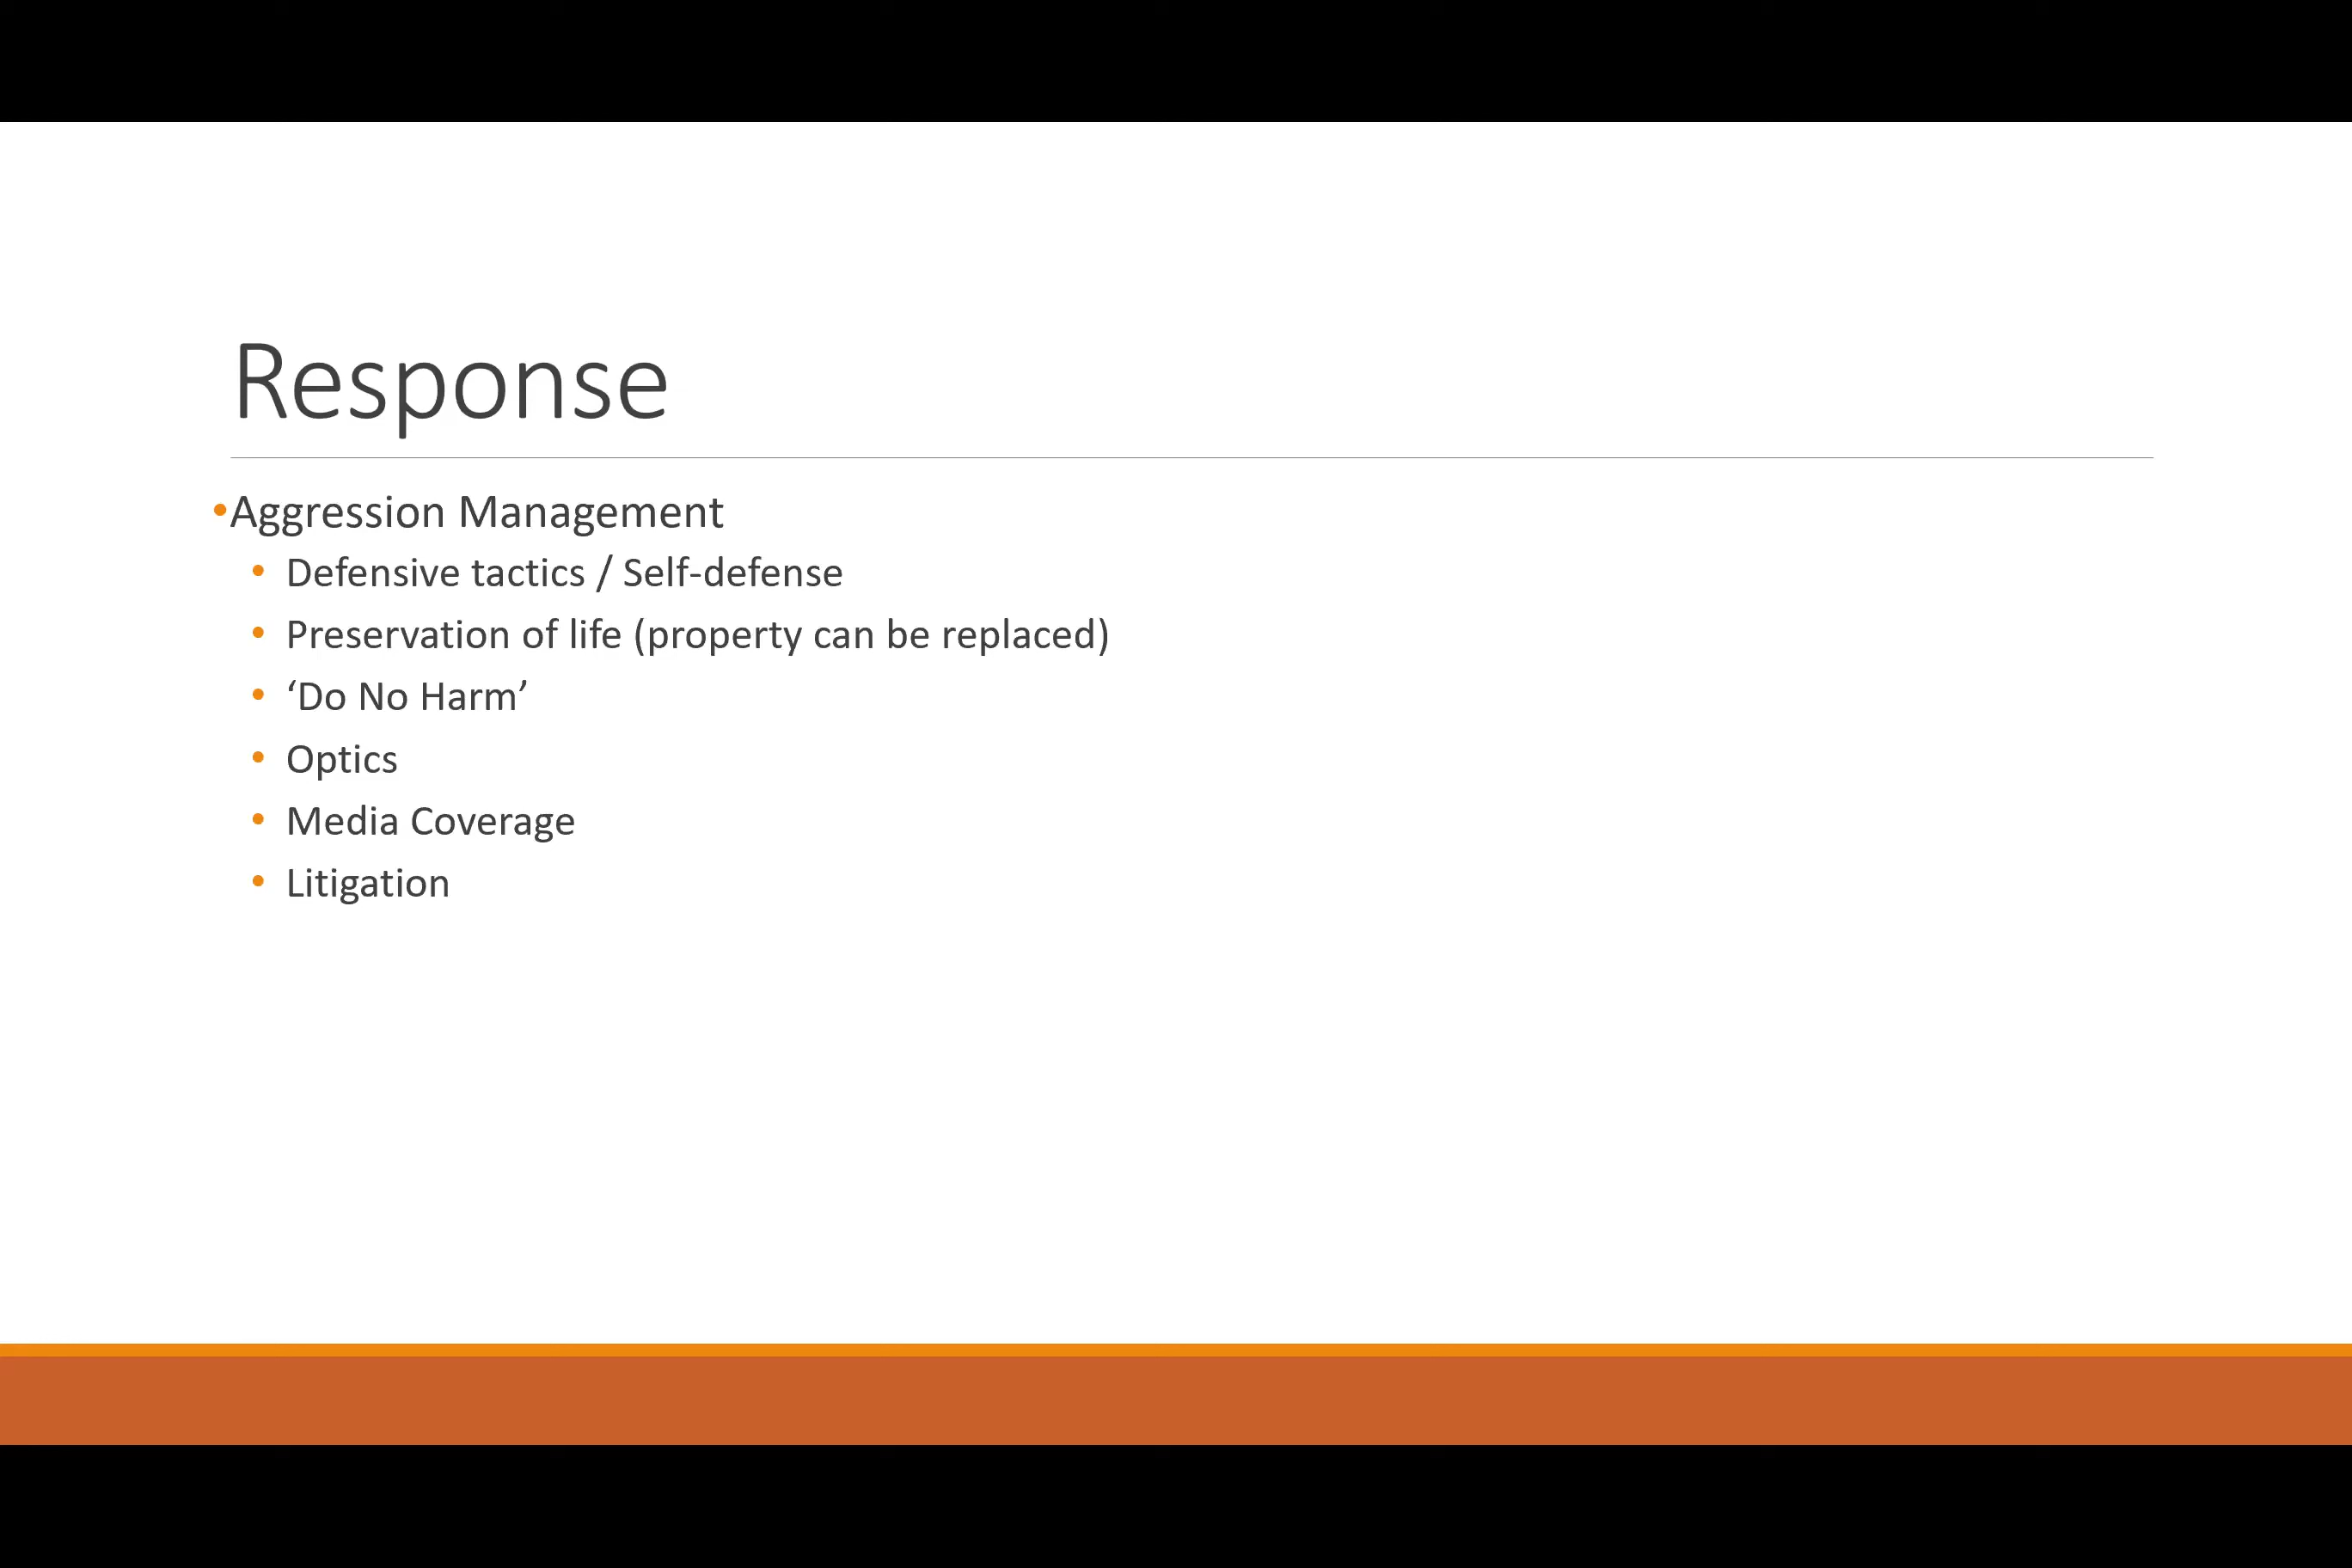 Response
•Aggression Management
• Defensive tactics / Self-defense
• Preservation of life (property can be replaced)
• ‘Do No Harm’
• Optics
• Media Coverage
• Litigation